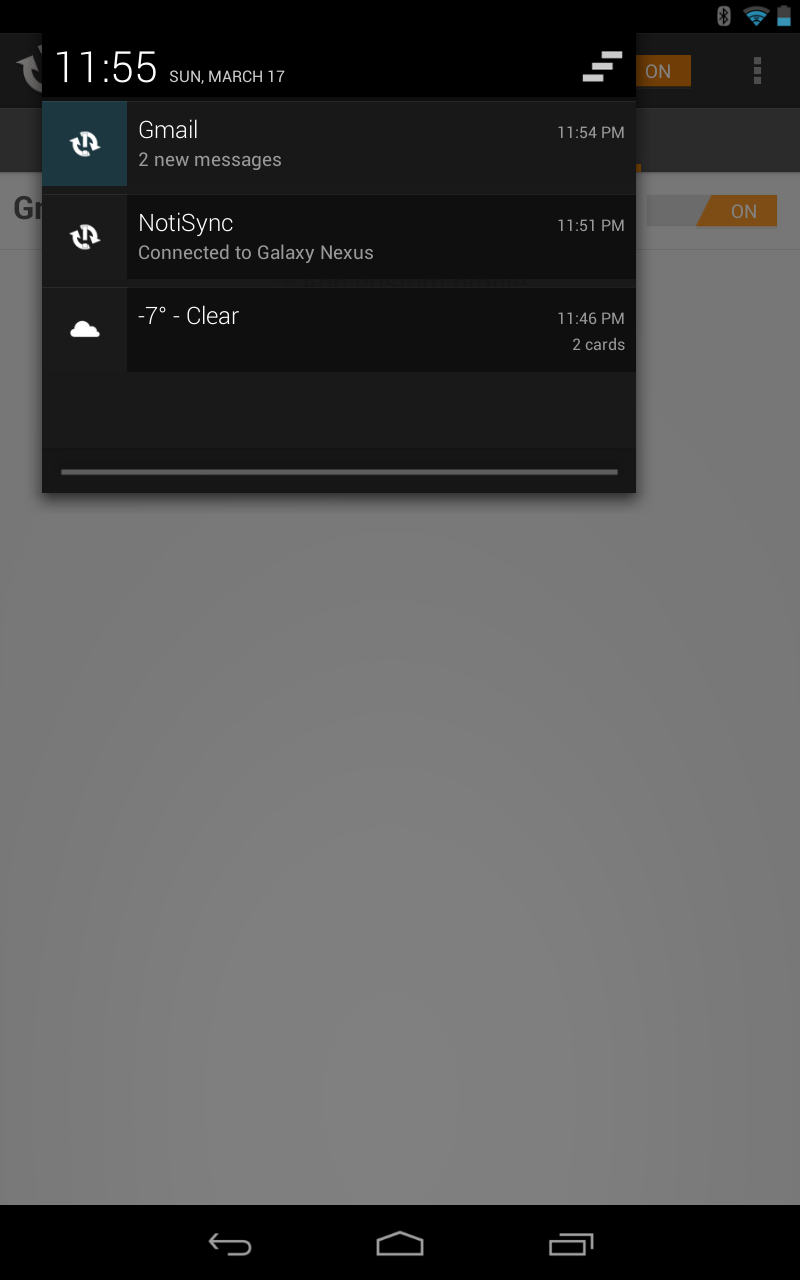 11:55 SUN, MARCH 17
ON
Gmail 11:54 PM
2 new messages
NotiSync 11:51 PM
Connected to Galaxy Nexus
ON
-7° - Clear 11:46 PM
2 cards